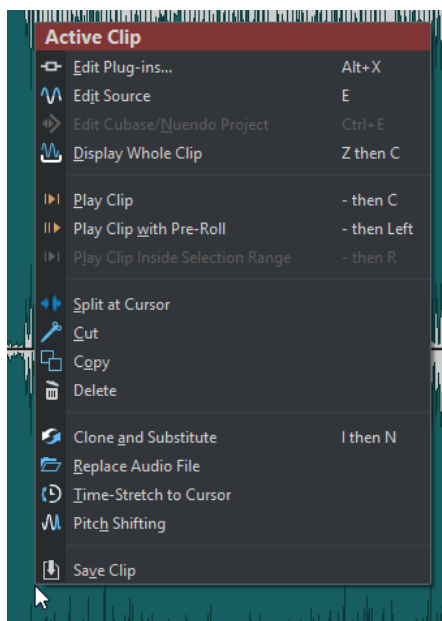 Active Clip
Edit Plug-ins... Alt+X
Edit Source E
Edit Cubase/Nuendo Project Ctrl+E
Display Whole Clip Z then C
Play Clip - then C
Play Clip with Pre-Roll - then Left
Play Clip Inside Selection Range - then R
Split at Cursor
Cut
Copy
Delete
Clone and Substitute I then N
Replace Audio File
Time-Stretch to Cursor
Pitch Shifting
Save Clip